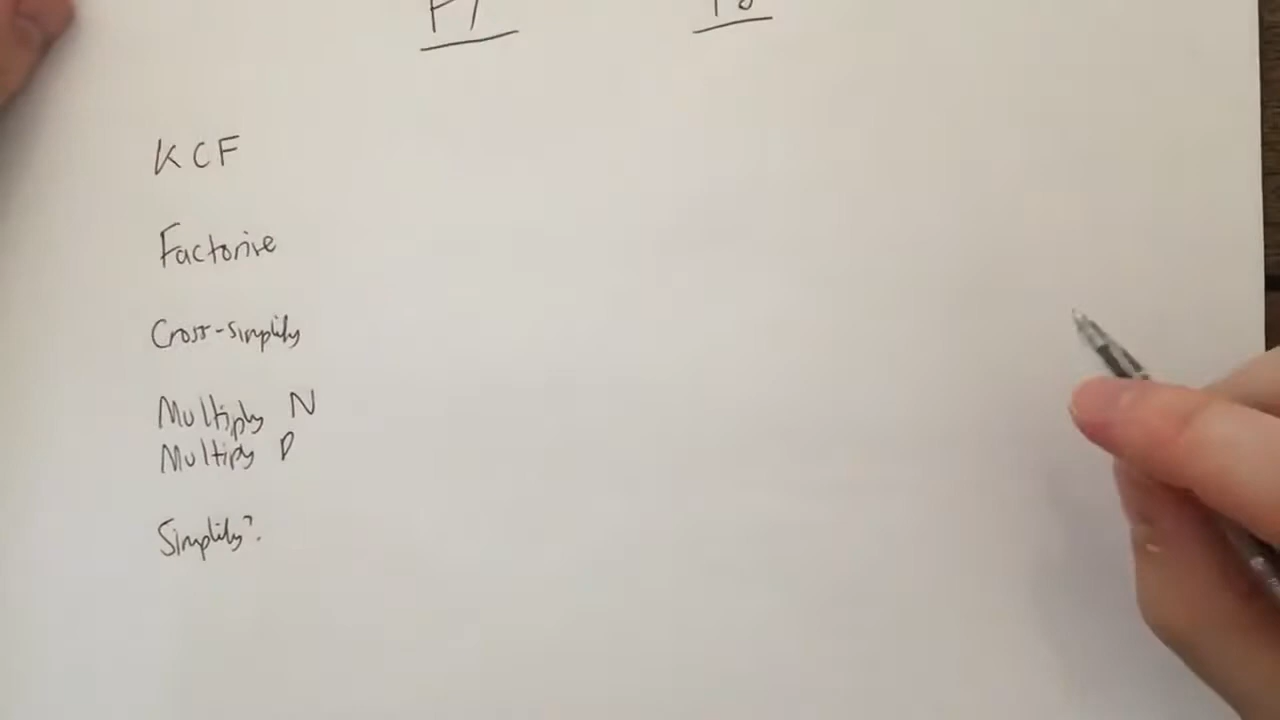 KCF
Factorise
Cross-simplify
Multiply N
Multiply D
Simplify?